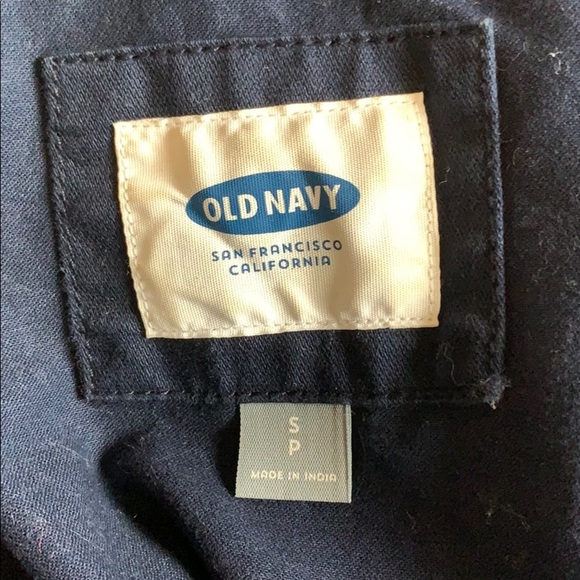 OLD NAVY
SAN FRANCISCO
CALIFORNIA
S
P
MADE IN INDIA